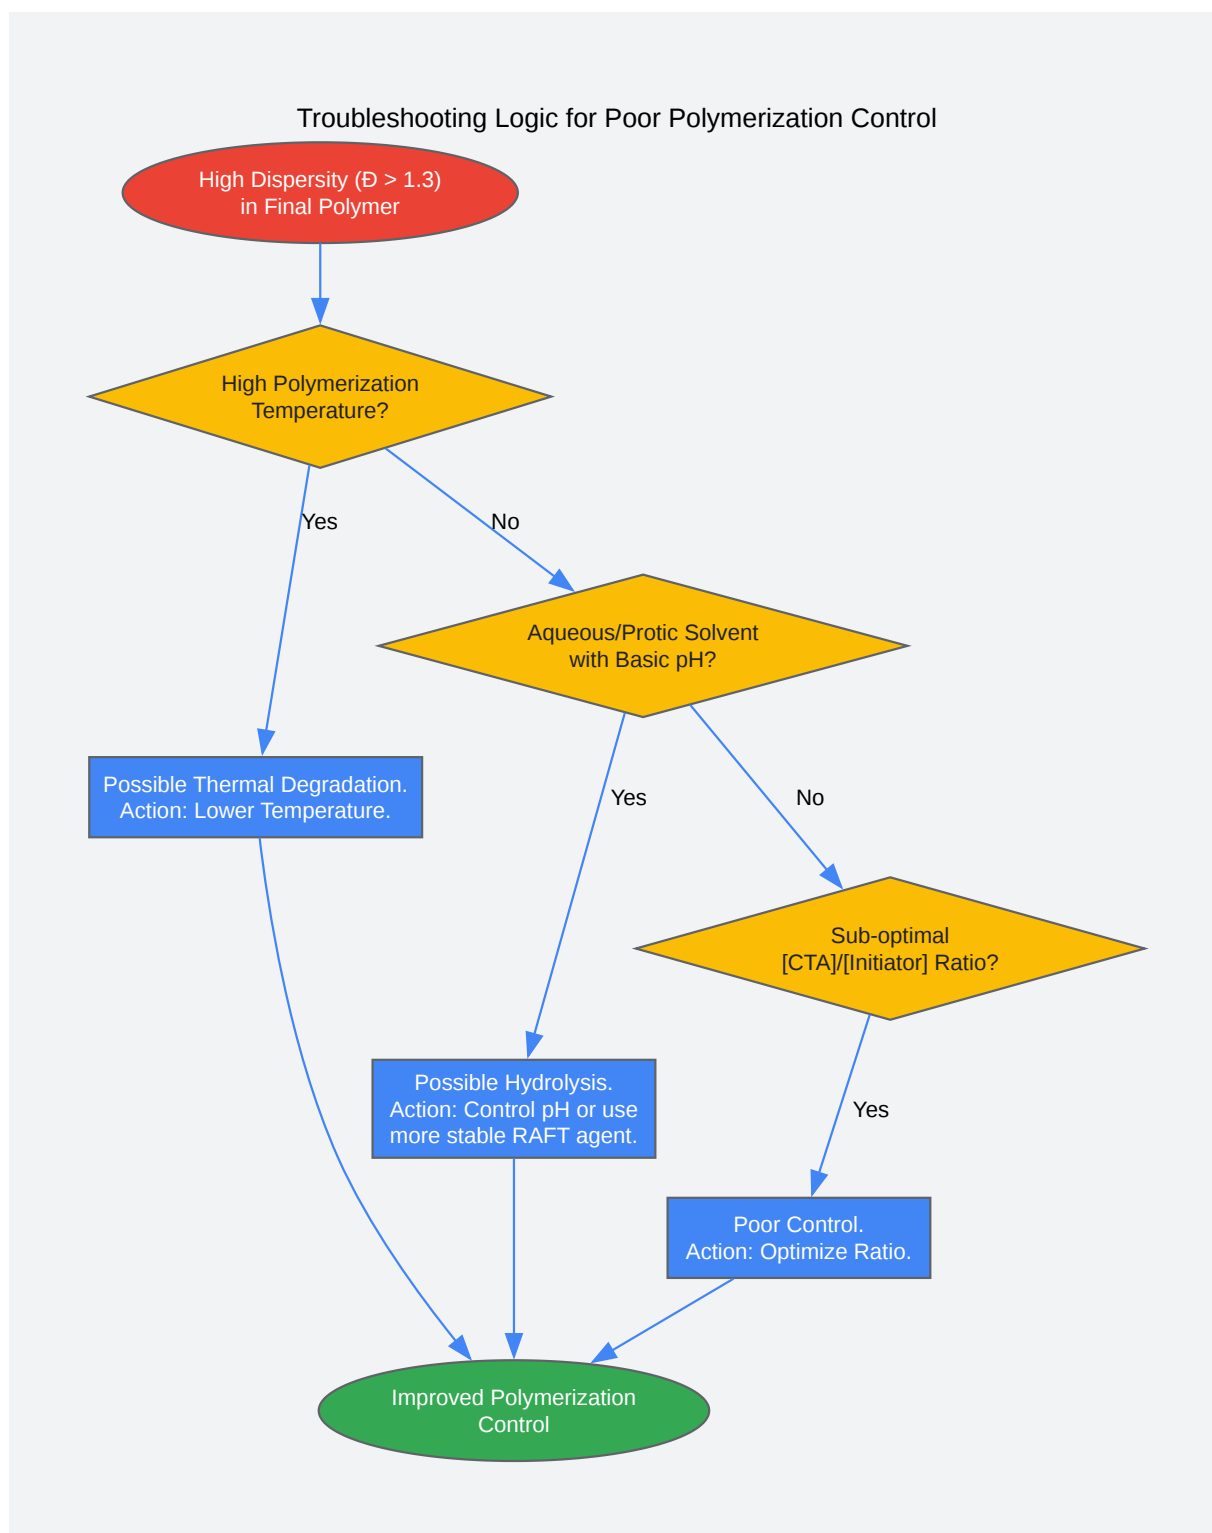 Troubleshooting Logic for Poor Polymerization Control
High Dispersity (Đ > 1.3)
in Final Polymer
High Polymerization
Temperature?
Yes
No
Aqueous/Protic Solvent
with Basic pH?
Possible Thermal Degradation.
Action: Lower Temperature.
Yes
No
Sub-optimal
[CTA]/[Initiator] Ratio?
Possible Hydrolysis.
Action: Control pH or use
more stable RAFT agent.
Yes
Poor Control.
Action: Optimize Ratio.
Improved Polymerization
Control